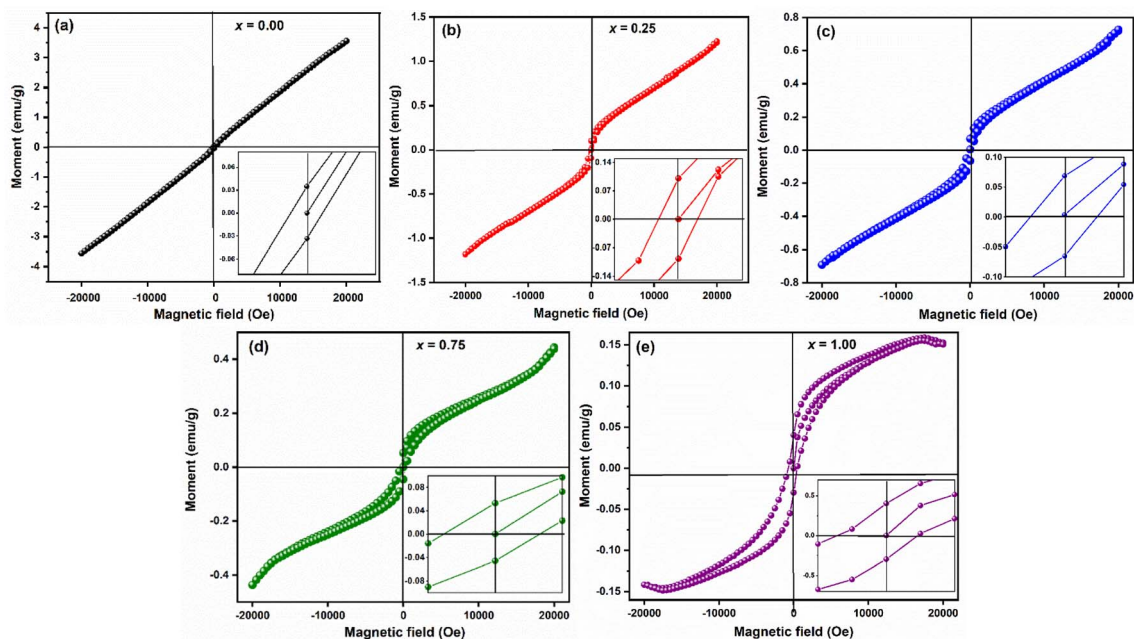 (a)
x = 0.00
Moment (emu/g)
4
3
2
1
0
-1
-2
-3
-4
0.06
0.03
0.00
-0.03
-0.06
-20000 -10000 0 10000 20000
Magnetic field (Oe)
(b)
x = 0.25
Moment (emu/g)
1.5
1.0
0.5
0.0
-0.5
-1.0
-1.5
0.14
0.07
0.00
-0.07
-0.14
-20000 -10000 0 10000 20000
Magnetic field (Oe)
(c)
Moment (emu/g)
0.8
0.6
0.4
0.2
0.0
-0.2
-0.4
-0.6
-0.8
0.10
0.05
0.00
-0.05
-0.10
-20000 -10000 0 10000 20000
Magnetic field (Oe)
(d)
x = 0.75
Moment (emu/g)
0.4
0.2
0.0
-0.2
-0.4
0.08
0.04
0.00
-0.04
-0.08
-20000 -10000 0 10000 20000
Magnetic field (Oe)
(e)
x = 1.00
Moment (emu/g)
0.15
0.10
0.05
0.00
-0.05
-0.10
-0.15
0.5
0.0
-0.5
-20000 -10000 0 10000 20000
Magnetic field (Oe)